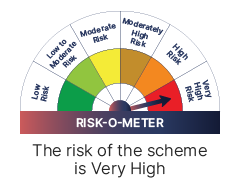 Low
Risk
Low to
Moderate
Risk
Moderate
Risk
Moderately
High
Risk
High
Risk
Very
High
Risk
RISK-O-METER
The risk of the scheme
is Very High